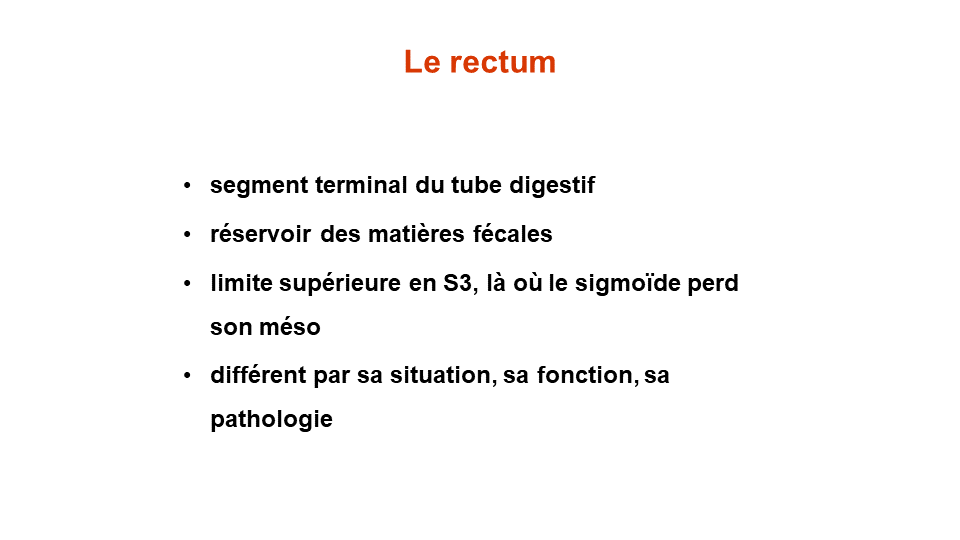 Le rectum
• segment terminal du tube digestif
• réservoir des matières fécales
• limite supérieure en S3, là où le sigmoïde perd
son méso
• différent par sa situation, sa fonction, sa
pathologie